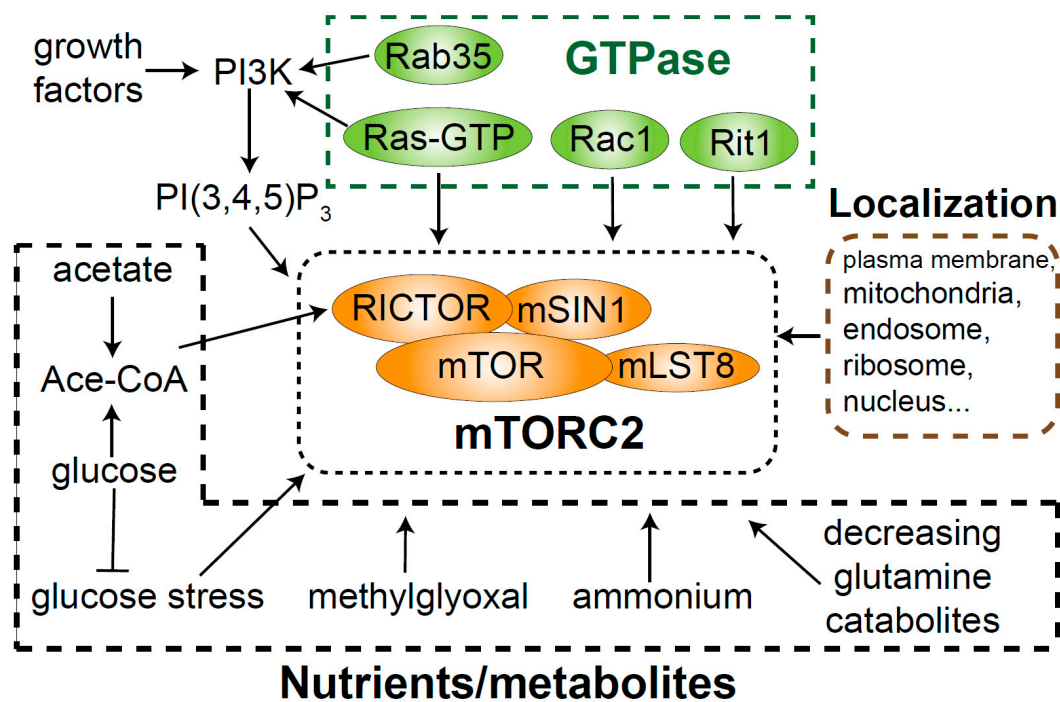 growth
factors
PI3K
Rab35
GTPase
Ras-GTP
Rac1
Rit1
PI(3,4,5)P3
Localization
plasma membrane,
mitochondria,
endosome,
ribosome,
nucleus...
acetate
Ace-CoA
glucose
RICTOR
mSIN1
mTOR
mLST8
mTORC2
glucose stress
methylglyoxal
ammonium
decreasing
glutamine
catabolites
Nutrients/metabolites